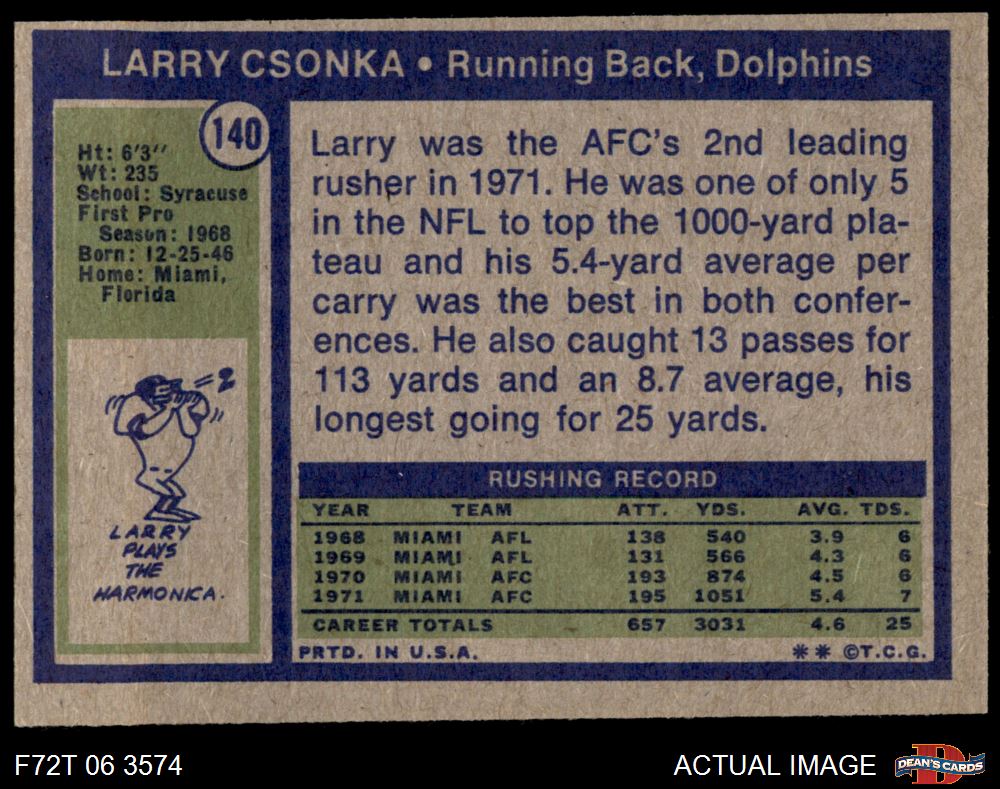 LARRY CSONKA • Running Back, Dolphins
140
Ht: 6'3''
Wt: 235
School: Syracuse
First Pro
Season: 1968
Born: 12-25-46
Home: Miami,
Florida
=2
LARRY
PLAYS
THE
HARMONICA.
Larry was the AFC's 2nd leading
rusher in 1971. He was one of only 5
in the NFL to top the 1000-yard pla-
teau and his 5.4-yard average per
carry was the best in both confer-
ences. He also caught 13 passes for
113 yards and an 8.7 average, his
longest going for 25 yards.
RUSHING RECORD
YEAR TEAM ATT. YDS. AVG. TDS.
1968 MIAMI AFL 138 540 3.9 6
1969 MIAMI AFL 131 566 4.3 6
1970 MIAMI AFC 193 874 4.5 6
1971 MIAMI AFC 195 1051 5.4 7
CAREER TOTALS 657 3031 4.6 25
PRTD. IN U.S.A. ** ©T.C.G.
F72T 06 3574 ACTUAL IMAGE DEAN'S CARDS